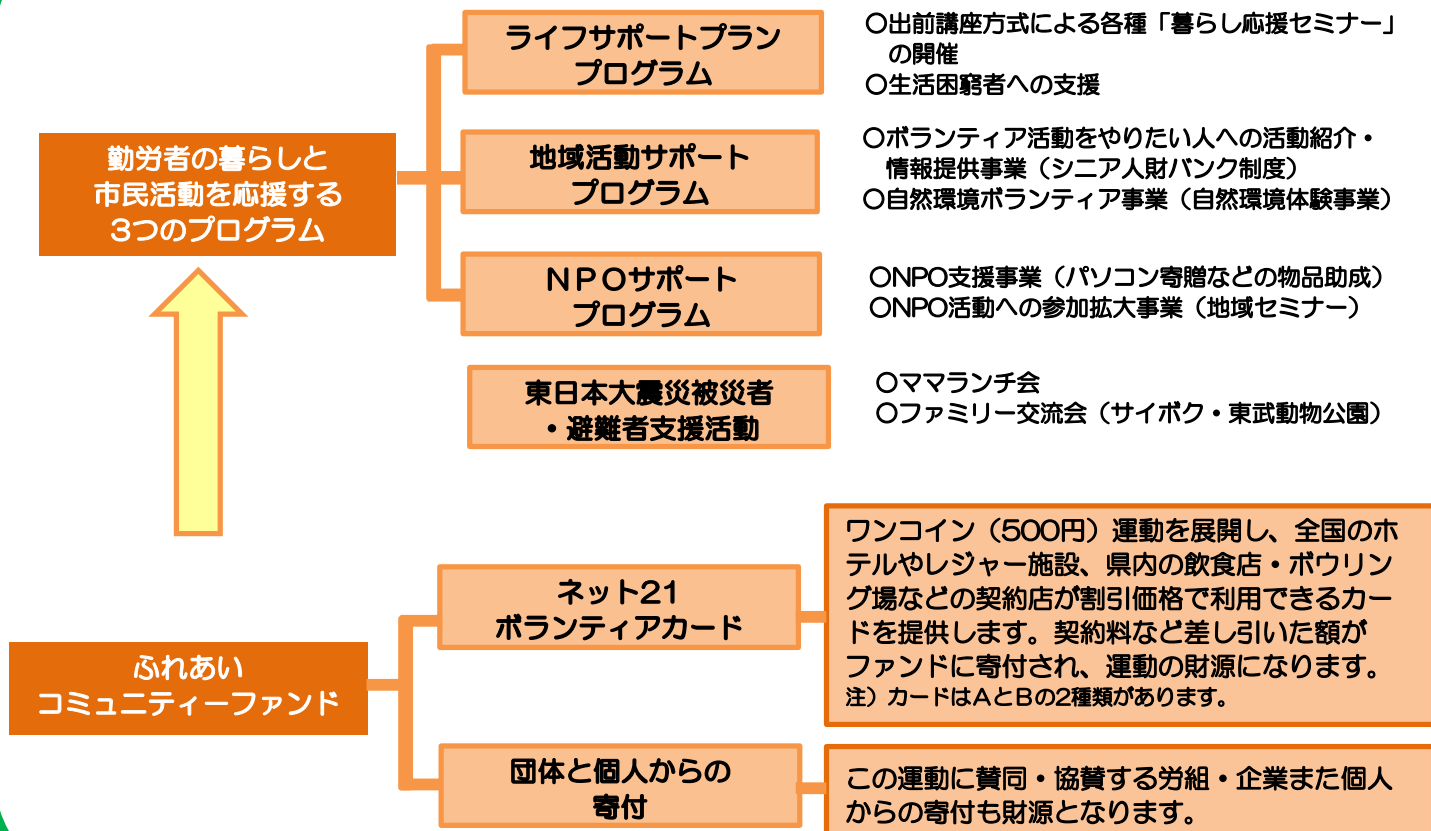 勤労者の暮らしと
市民活動を応援する
3つのプログラム
ライフサポートプラン
プログラム
〇出前講座方式による各種「暮らし応援セミナー」
の開催
〇生活困窮者への支援
地域活動サポート
プログラム
〇ボランティア活動をやりたい人への活動紹介・
情報提供事業（シニア人財バンク制度）
〇自然環境ボランティア事業（自然環境体験事業）
ＮＰＯサポート
プログラム
〇NPO支援事業（パソコン寄贈などの物品助成）
〇NPO活動への参加拡大事業（地域セミナー）
東日本大震災被災者
・避難者支援活動
〇ママランチ会
〇ファミリー交流会（サイボク・東武動物公園）
ふれあい
コミュニティーファンド
ネット21
ボランティアカード
ワンコイン（500円）運動を展開し、全国のホ
テルやレジャー施設、県内の飲食店・ボウリン
グ場などの契約店が割引価格で利用できるカー
ドを提供します。契約料など差し引いた額が
ファンドに寄付され、運動の財源になります。
注）カードはAとBの2種類があります。
団体と個人からの
寄付
この運動に賛同・協賛する労組・企業また個人
からの寄付も財源となります。